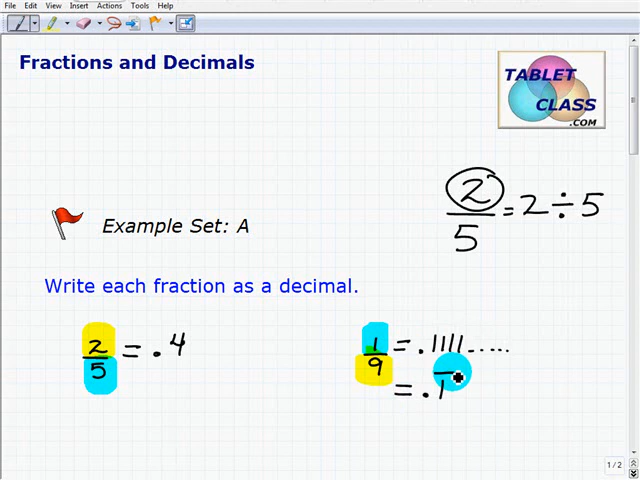 File Edit View Insert Actions Tools Help
Fractions and Decimals
TABLET
CLASS
.COM
2/5 = 2 ÷ 5
Example Set: A
Write each fraction as a decimal.
2/5 = .4
1/9 = .1111.....
= .1̅
1/2